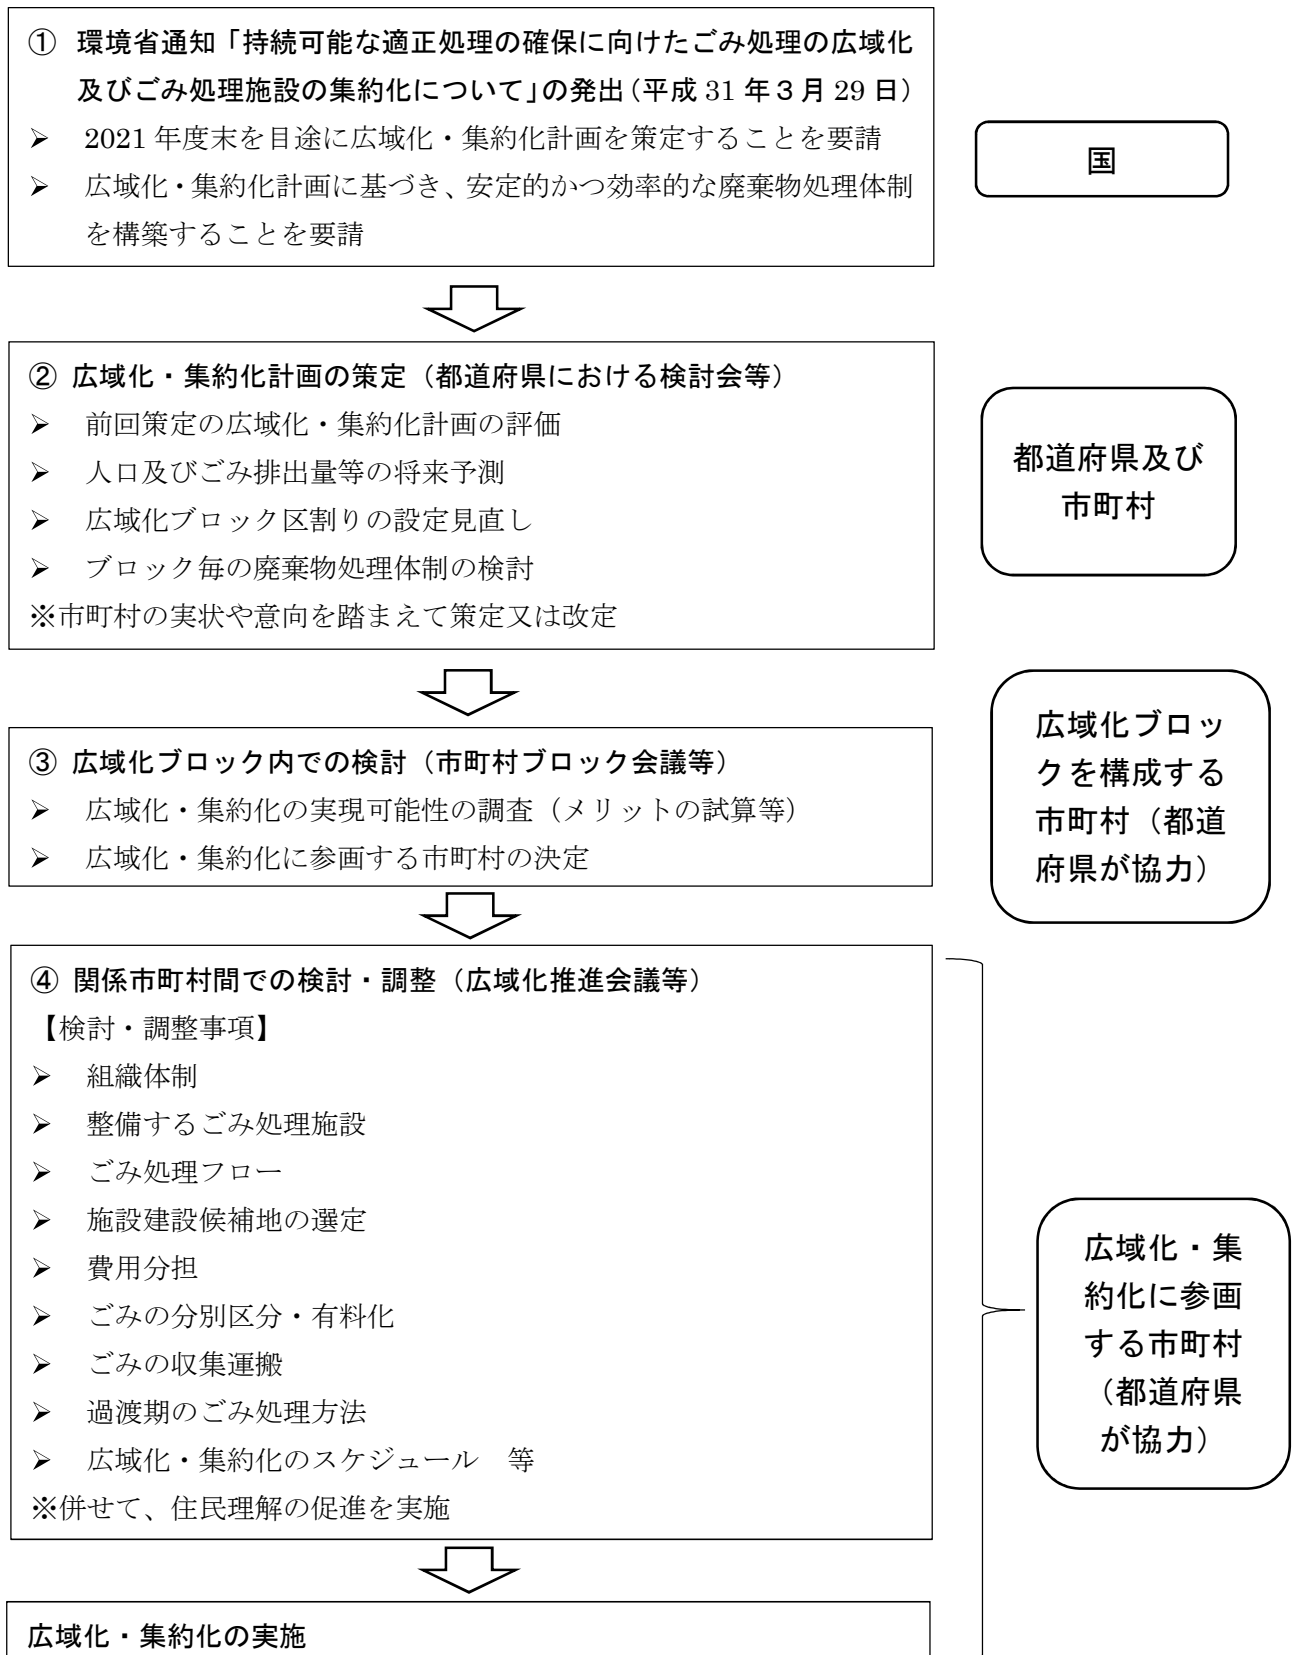 ① 環境省通知「持続可能な適正処理の確保に向けたごみ処理の広域化
及びごみ処理施設の集約化について」の発出（平成 31 年３月 29 日）
➢ 2021 年度末を目途に広域化・集約化計画を策定することを要請
➢ 広域化・集約化計画に基づき、安定的かつ効率的な廃棄物処理体制
を構築することを要請
国
② 広域化・集約化計画の策定（都道府県における検討会等）
➢ 前回策定の広域化・集約化計画の評価
➢ 人口及びごみ排出量等の将来予測
➢ 広域化ブロック区割りの設定見直し
➢ ブロック毎の廃棄物処理体制の検討
※市町村の実状や意向を踏まえて策定又は改定
都道府県及び
市町村
③ 広域化ブロック内での検討（市町村ブロック会議等）
➢ 広域化・集約化の実現可能性の調査（メリットの試算等）
➢ 広域化・集約化に参画する市町村の決定
広域化ブロッ
クを構成する
市町村（都道
府県が協力）
④ 関係市町村間での検討・調整（広域化推進会議等）
【検討・調整事項】
➢ 組織体制
➢ 整備するごみ処理施設
➢ ごみ処理フロー
➢ 施設建設候補地の選定
➢ 費用分担
➢ ごみの分別区分・有料化
➢ ごみの収集運搬
➢ 過渡期のごみ処理方法
➢ 広域化・集約化のスケジュール　等
※併せて、住民理解の促進を実施
広域化・集
約化に参画
する市町村
（都道府県
が協力）
広域化・集約化の実施